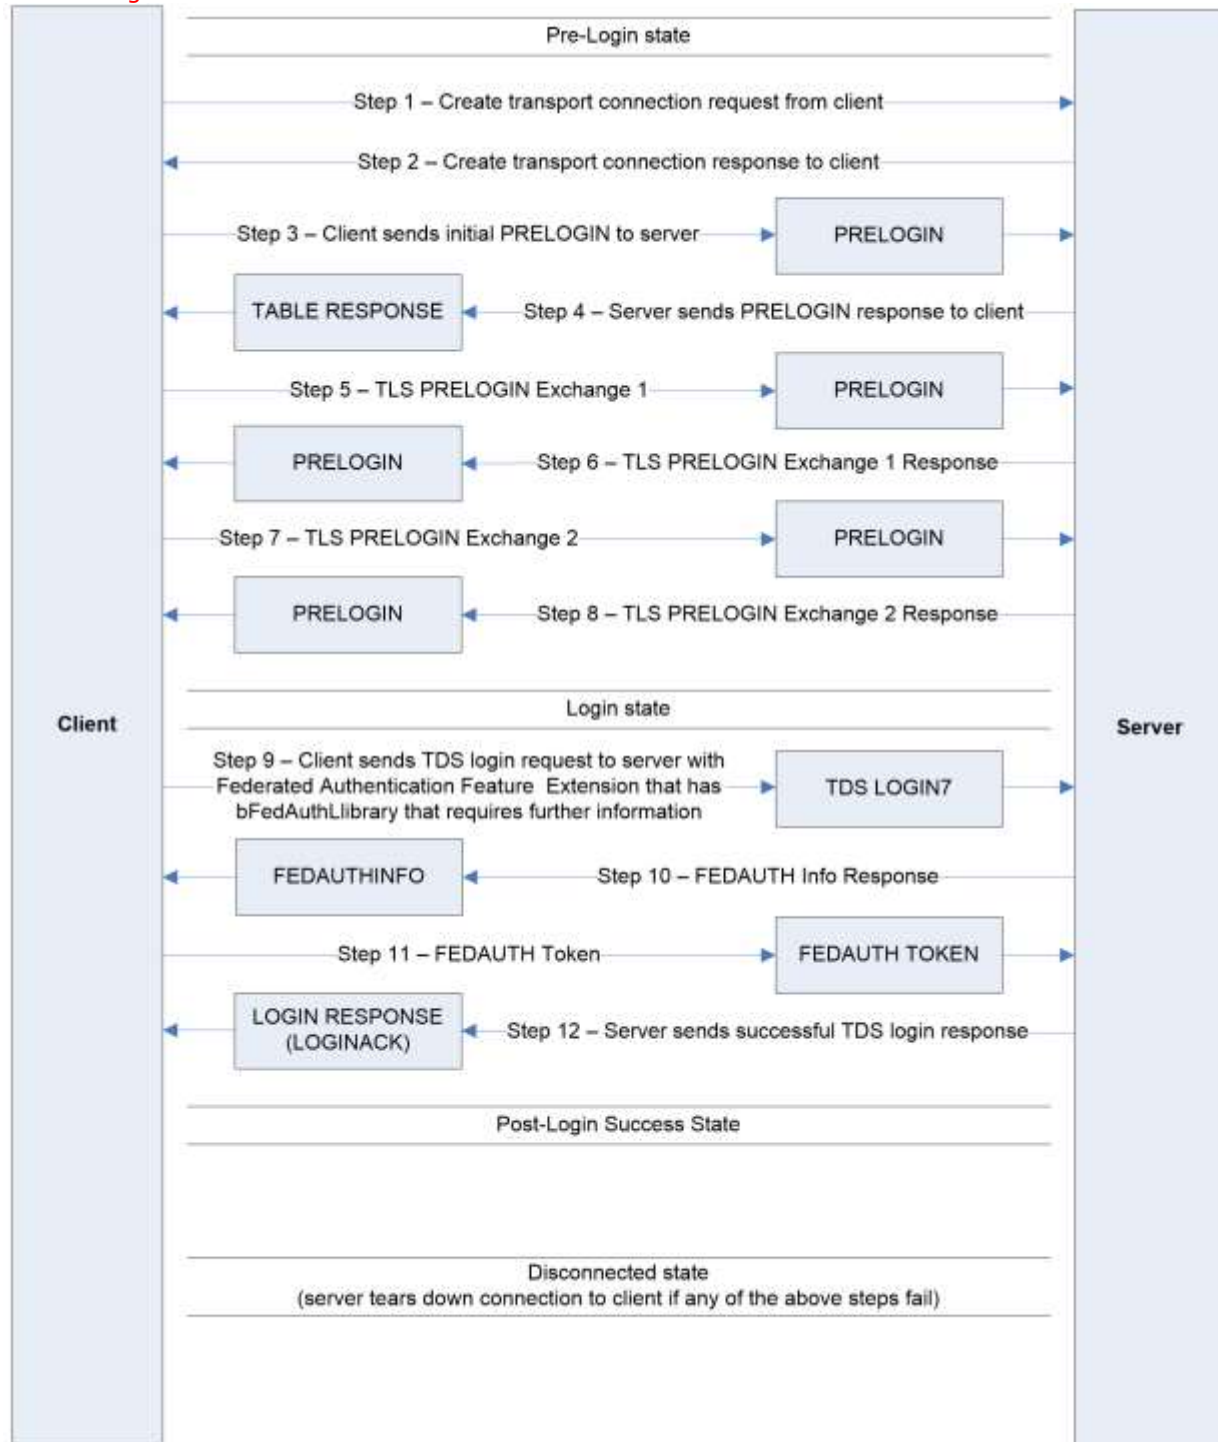 Pre-Login state
Step 1 – Create transport connection request from client
Step 2 – Create transport connection response to client
Step 3 – Client sends initial PRELOGIN to server
PRELOGIN
TABLE RESPONSE
Step 4 – Server sends PRELOGIN response to client
Step 5 – TLS PRELOGIN Exchange 1
PRELOGIN
PRELOGIN
Step 6 – TLS PRELOGIN Exchange 1 Response
Step 7 – TLS PRELOGIN Exchange 2
PRELOGIN
PRELOGIN
Step 8 – TLS PRELOGIN Exchange 2 Response
Login state
Client
Server
Step 9 – Client sends TDS login request to server with
Federated Authentication Feature  Extension that has
bFedAuthLlibrary that requires further information
TDS LOGIN7
FEDAUTHINFO
Step 10 – FEDAUTH Info Response
Step 11 – FEDAUTH Token
FEDAUTH TOKEN
LOGIN RESPONSE
(LOGINACK)
Step 12 – Server sends successful TDS login response
Post-Login Success State
Disconnected state
(server tears down connection to client if any of the above steps fail)